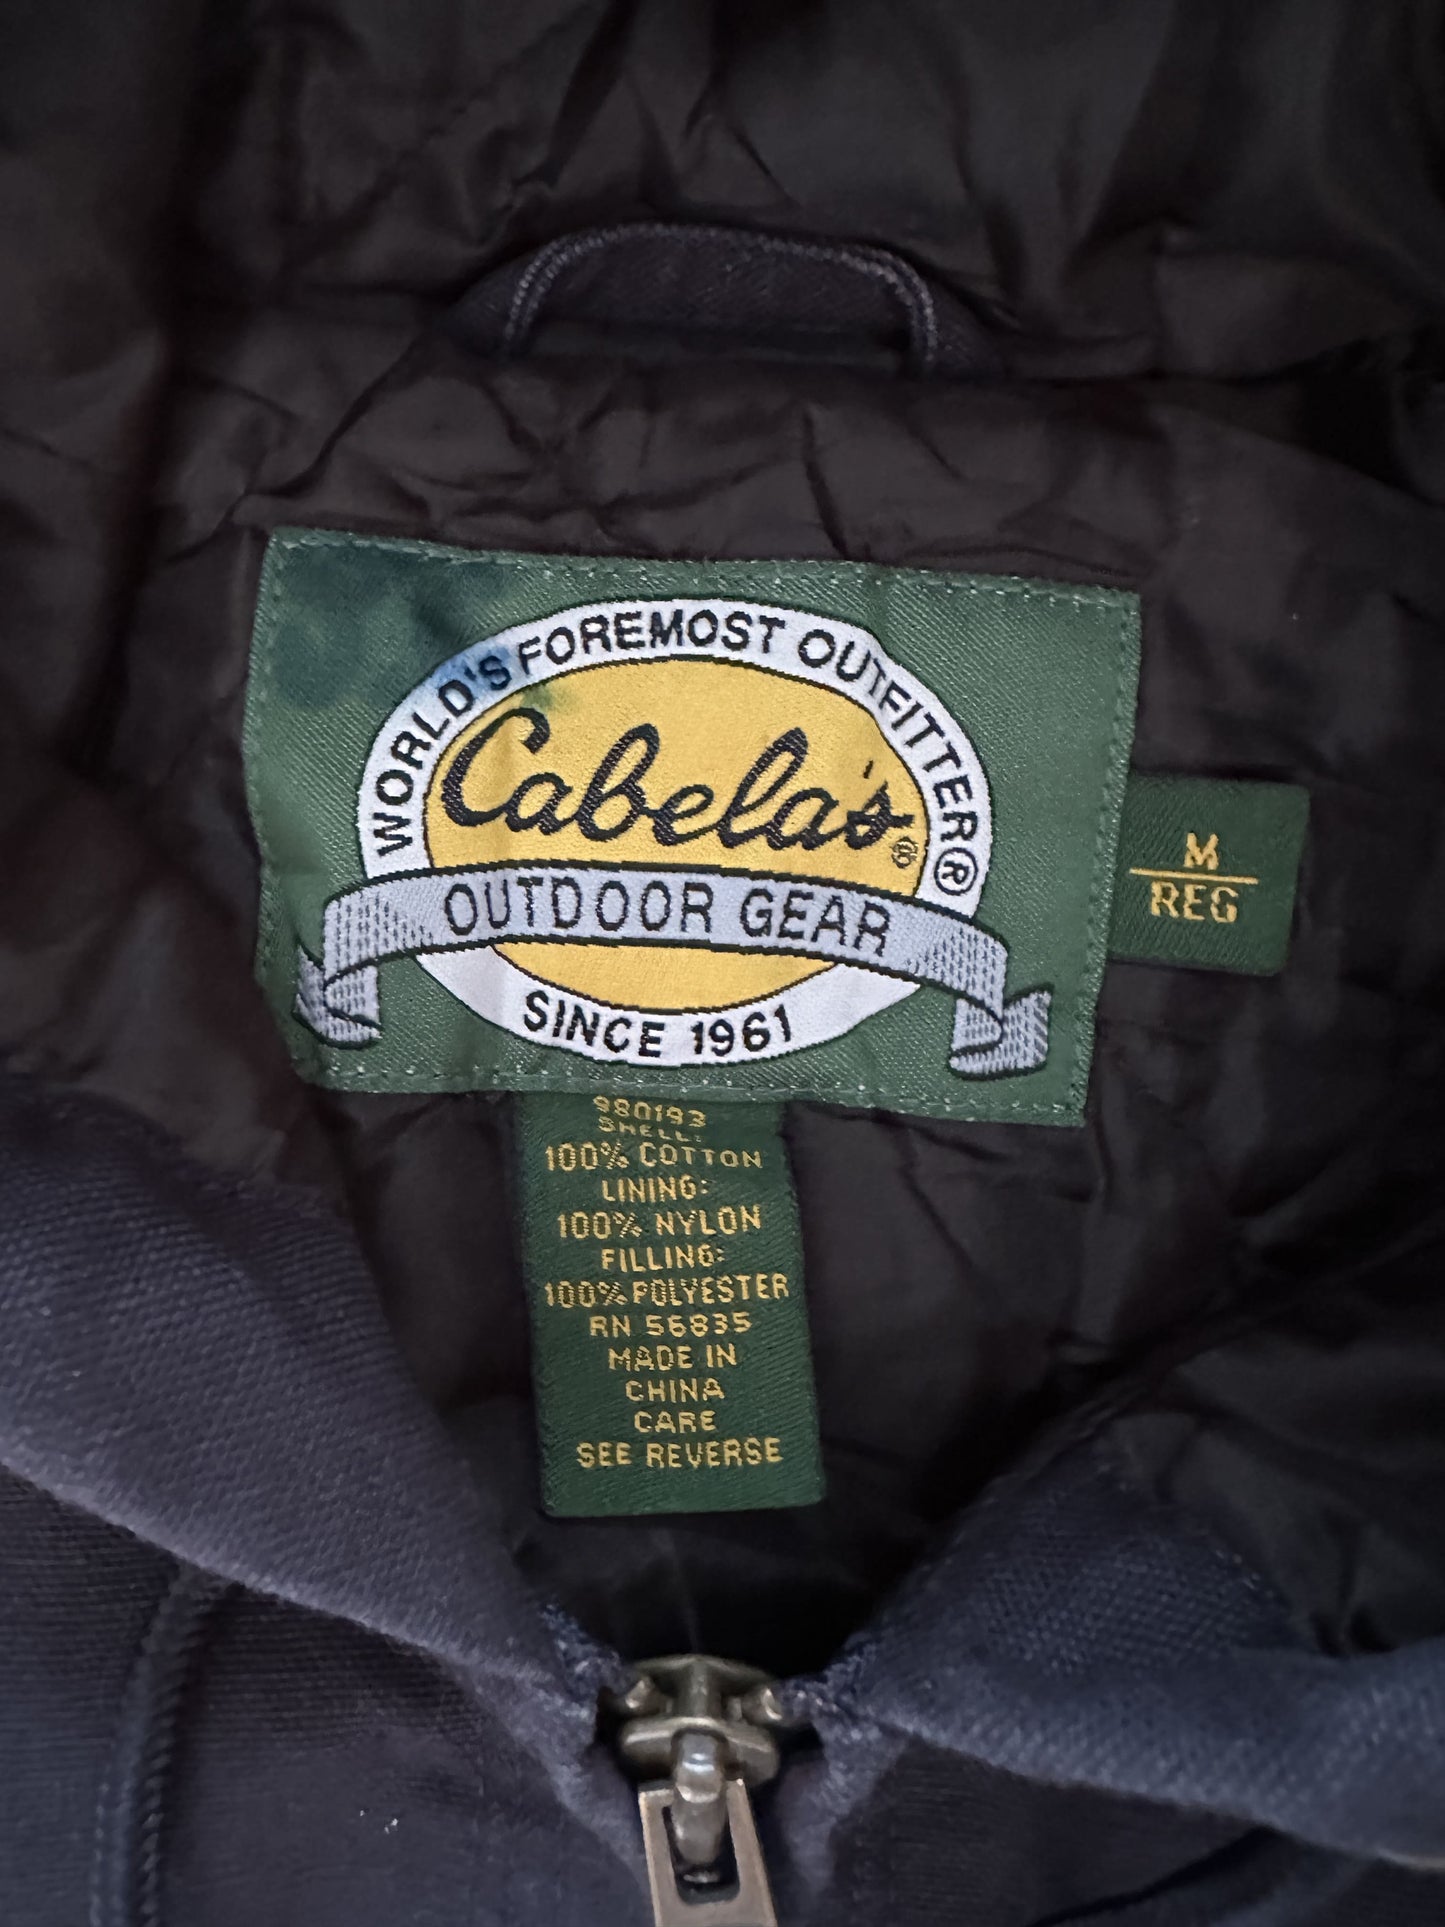 WORLD'S FOREMOST OUTFITTER®
Cabela's®
OUTDOOR GEAR
SINCE 1961
M
REG
980193
SHELL:
100% COTTON
LINING:
100% NYLON
FILLING:
100% POLYESTER
RN 56835
MADE IN
CHINA
CARE
SEE REVERSE